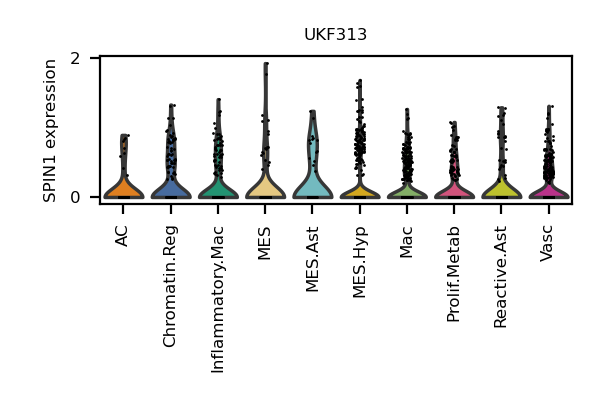 UKF313
SPIN1 expression
2
0
AC
Chromatin.Reg
Inflammatory.Mac
MES
MES.Ast
MES.Hyp
Mac
Prolif.Metab
Reactive.Ast
Vasc